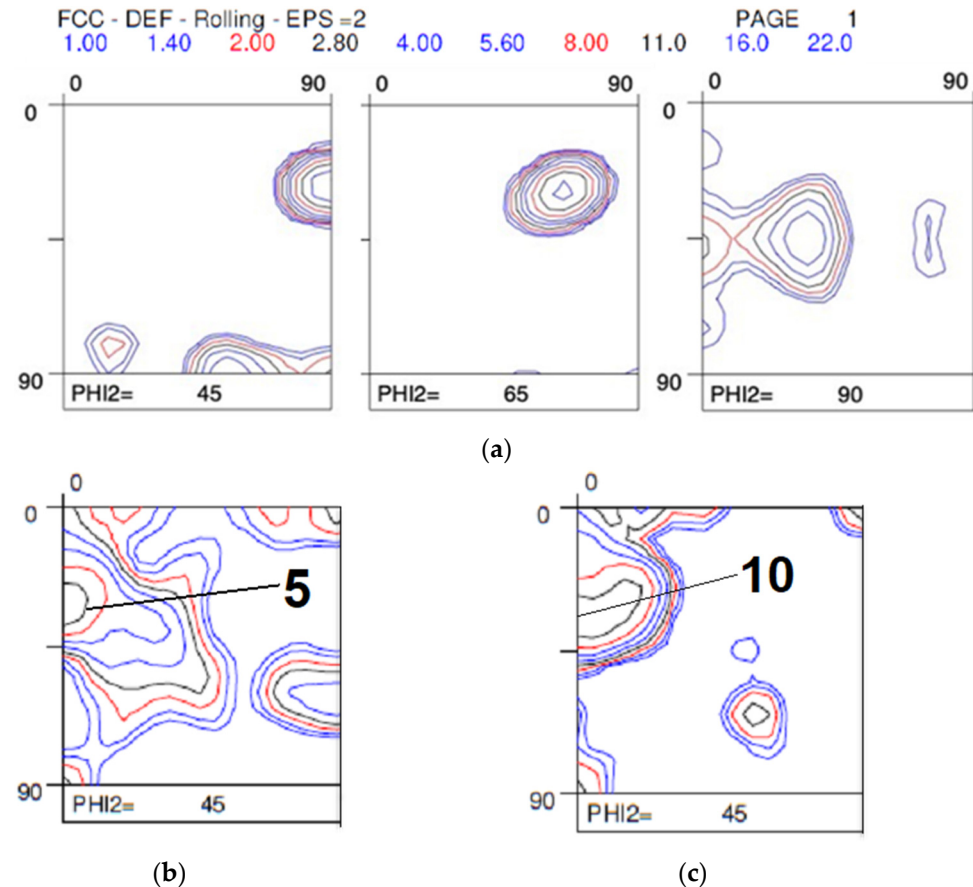 FCC - DEF - Rolling - EPS =2 PAGE 1
1.00 1.40 2.00 2.80 4.00 5.60 8.00 11.0 16.0 22.0
0 90 0 90 0 90
0 0
90 90
PHI2= 45 PHI2= 65 PHI2= 90
(a)
0 0
0 0
5 10
90 90
PHI2= 45 PHI2= 45
(b) (c)